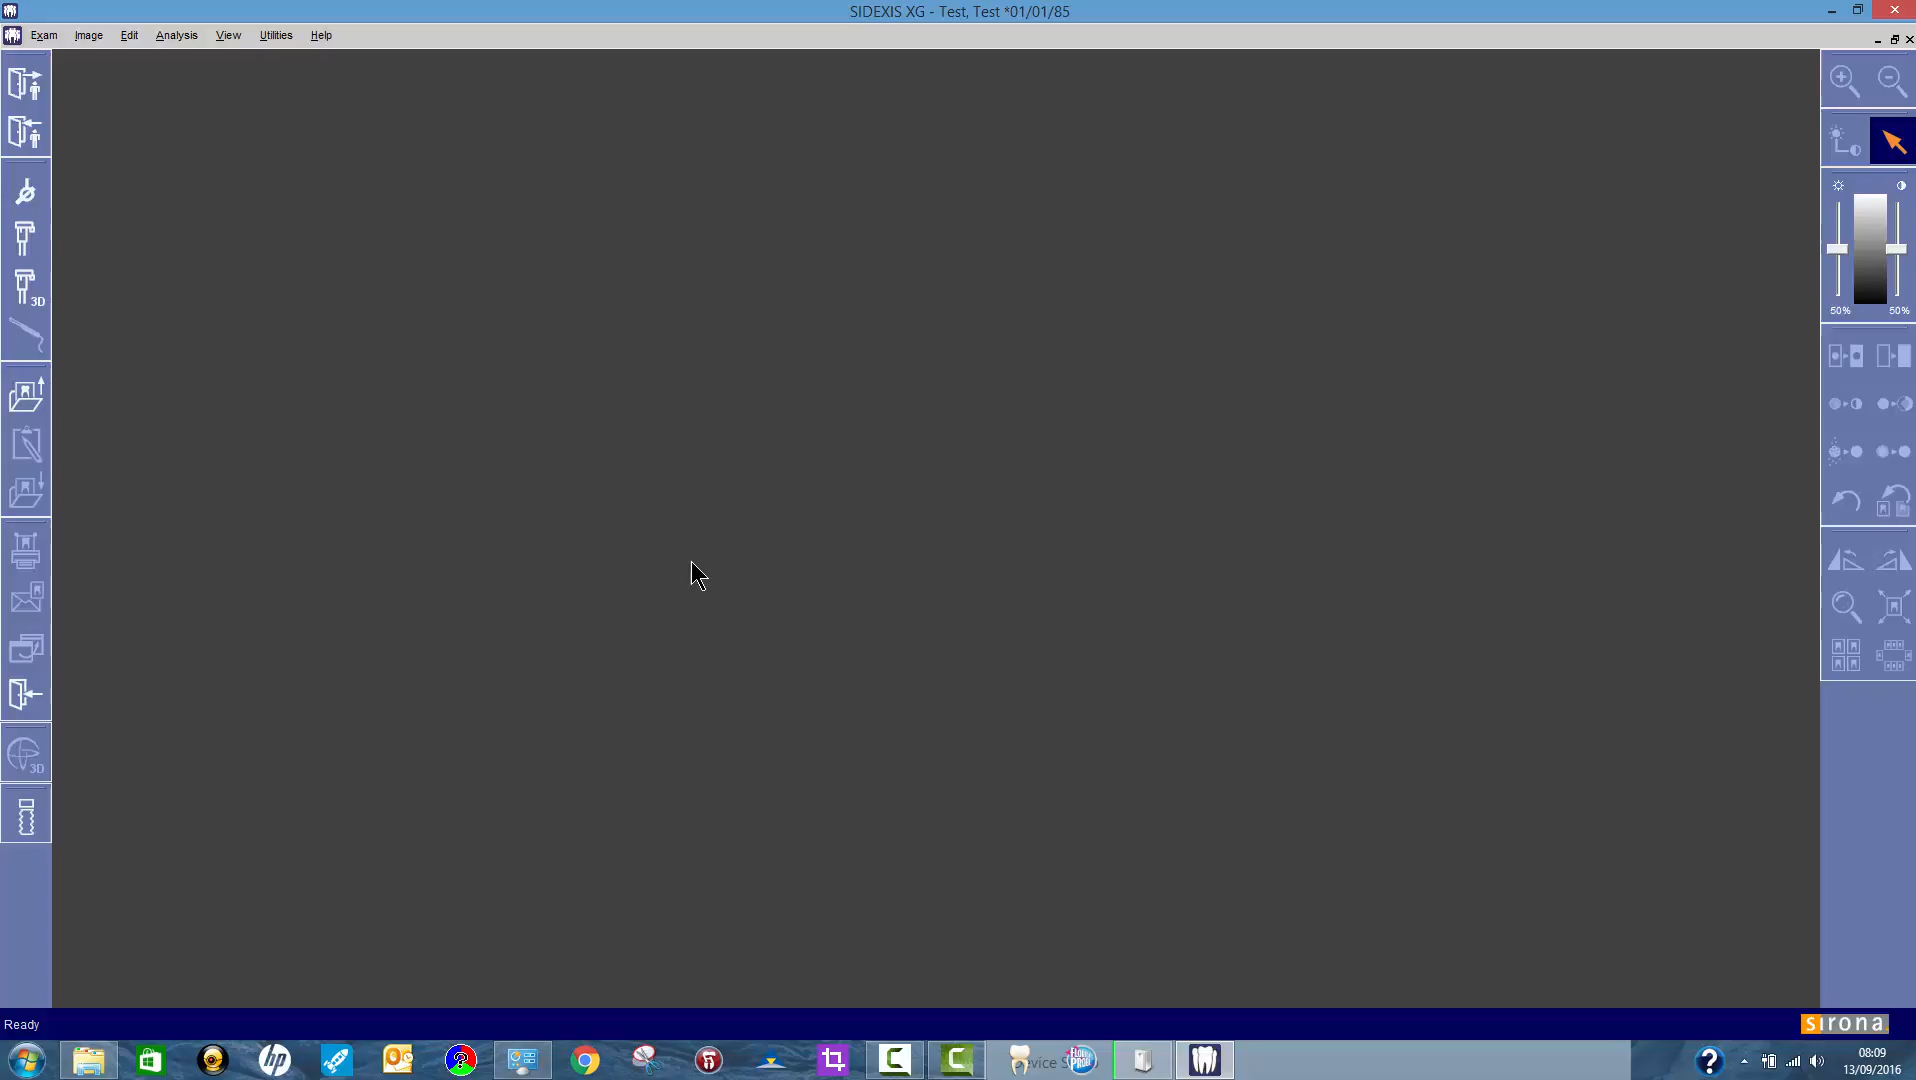 SIDEXIS XG - Test, Test *01/01/85
Exam Image Edit Analysis View Utilities Help
3D
50% 50%
3D
Ready
sirona.
hp
08:09
13/09/2016